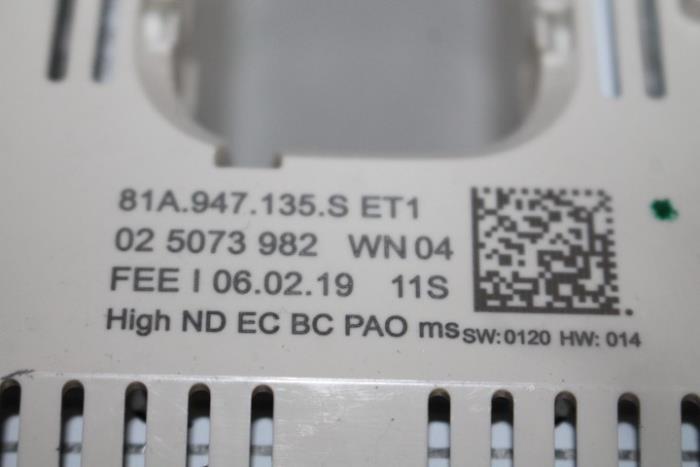 81A.947.135.S ET1
02 5073 982 WN 04
FEE I 06.02.19 11S
High ND EC BC PAO ms SW:0120 HW: 014